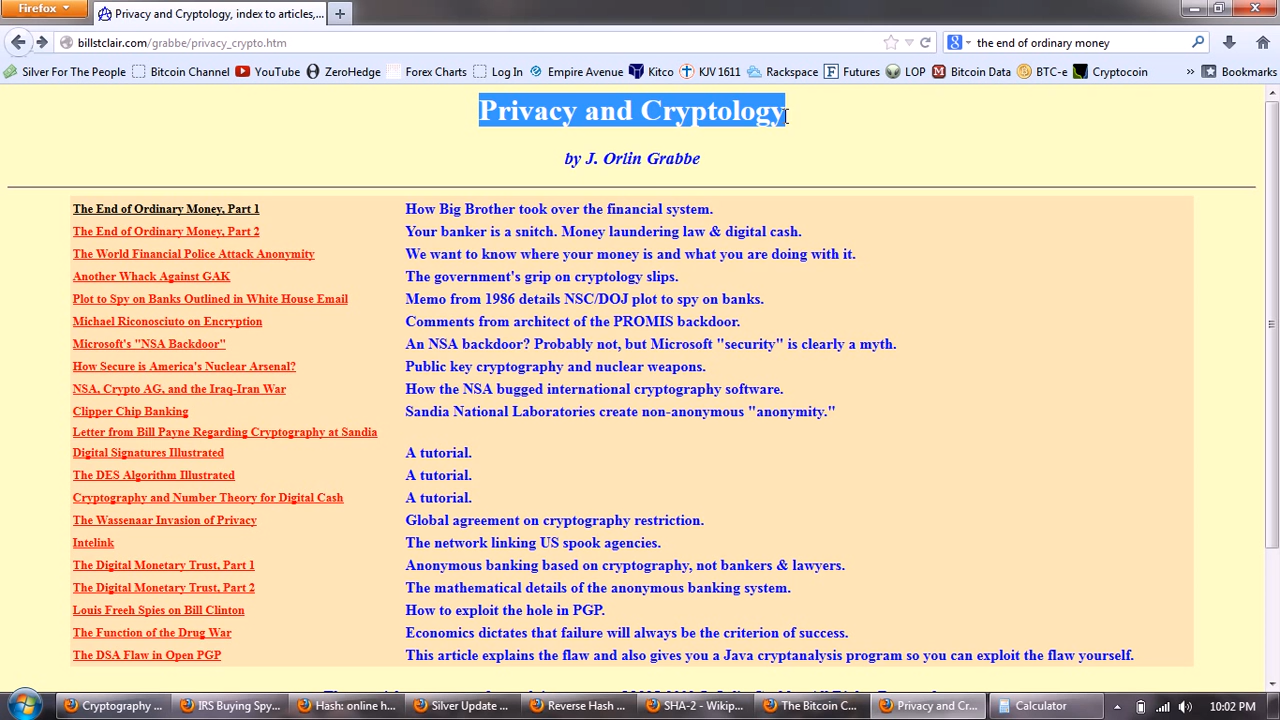 Firefox
Privacy and Cryptology, index to articles,...
billstclair.com/grabbe/privacy_crypto.htm
the end of ordinary money
Silver For The People
Bitcoin Channel
YouTube
ZeroHedge
Forex Charts
Log In
Empire Avenue
Kitco
KJV 1611
Rackspace
Futures
LOP
Bitcoin Data
BTC-e
Cryptocoin
»
Bookmarks
Privacy and Cryptology
by J. Orlin Grabbe
The End of Ordinary Money, Part 1 How Big Brother took over the financial system.
The End of Ordinary Money, Part 2 Your banker is a snitch. Money laundering law & digital cash.
The World Financial Police Attack Anonymity We want to know where your money is and what you are doing with it.
Another Whack Against GAK The government's grip on cryptology slips.
Plot to Spy on Banks Outlined in White House Email Memo from 1986 details NSC/DOJ plot to spy on banks.
Michael Riconosciuto on Encryption Comments from architect of the PROMIS backdoor.
Microsoft's "NSA Backdoor" An NSA backdoor? Probably not, but Microsoft "security" is clearly a myth.
How Secure is America's Nuclear Arsenal? Public key cryptography and nuclear weapons.
NSA, Crypto AG, and the Iraq-Iran War How the NSA bugged international cryptography software.
Clipper Chip Banking Sandia National Laboratories create non-anonymous "anonymity."
Letter from Bill Payne Regarding Cryptography at Sandia
Digital Signatures Illustrated A tutorial.
The DES Algorithm Illustrated A tutorial.
Cryptography and Number Theory for Digital Cash A tutorial.
The Wassenaar Invasion of Privacy Global agreement on cryptography restriction.
Intelink The network linking US spook agencies.
The Digital Monetary Trust, Part 1 Anonymous banking based on cryptography, not bankers & lawyers.
The Digital Monetary Trust, Part 2 The mathematical details of the anonymous banking system.
Louis Freeh Spies on Bill Clinton How to exploit the hole in PGP.
The Function of the Drug War Economics dictates that failure will always be the criterion of success.
The DSA Flaw in Open PGP This article explains the flaw and also gives you a Java cryptanalysis program so you can exploit the flaw yourself.
Cryptography ...
IRS Buying Spy...
Hash: online h...
Silver Update ...
Reverse Hash ...
SHA-2 - Wikip...
The Bitcoin C...
Privacy and Cr...
Calculator
10:02 PM